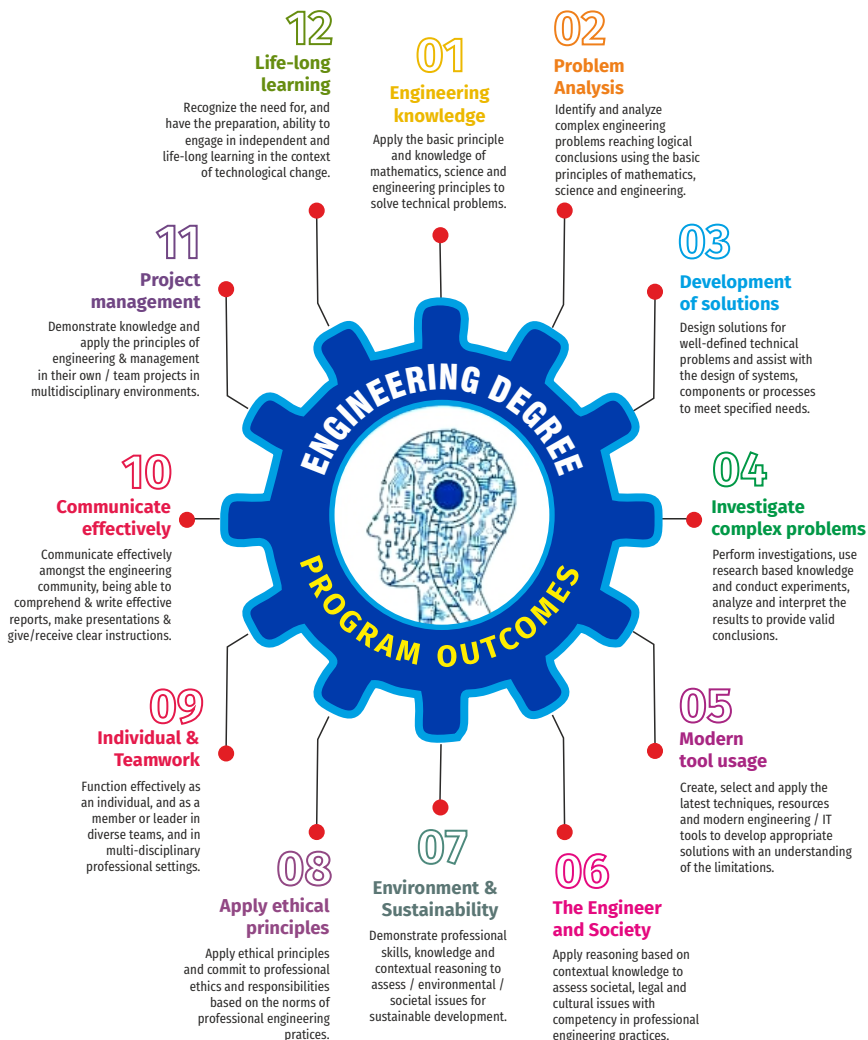 ENGINEERING DEGREE
PROGRAM OUTCOMES
01
Engineering
knowledge
Apply the basic principle
and knowledge of
mathematics, science and
engineering principles to
solve technical problems.
02
Problem
Analysis
Identify and analyze
complex engineering
problems reaching logical
conclusions using the basic
principles of mathematics,
science and engineering.
03
Development
of solutions
Design solutions for
well-defined technical
problems and assist with
the design of systems,
components or processes
to meet specified needs.
04
Investigate
complex problems
Perform investigations, use
research based knowledge
and conduct experiments,
analyze and interpret the
results to provide valid
conclusions.
05
Modern
tool usage
Create, select and apply the
latest techniques, resources
and modern engineering / IT
tools to develop appropriate
solutions with an understanding
of the limitations.
06
The Engineer
and Society
Apply reasoning based on
contextual knowledge to
assess societal, legal and
cultural issues with
competency in professional
engineering practices.
07
Environment &
Sustainability
Demonstrate professional
skills, knowledge and
contextual reasoning to
assess / environmental /
societal issues for
sustainable development.
08
Apply ethical
principles
Apply ethical principles
and commit to professional
ethics and responsibilities
based on the norms of
professional engineering
pratices.
09
Individual &
Teamwork
Function effectively as
an individual, and as a
member or leader in
diverse teams, and in
multi-disciplinary
professional settings.
10
Communicate
effectively
Communicate effectively
amongst the engineering
community, being able to
comprehend & write effective
reports, make presentations &
give/receive clear instructions.
11
Project
management
Demonstrate knowledge and
apply the principles of
engineering & management
in their own / team projects in
multidisciplinary environments.
12
Life-long
learning
Recognize the need for, and
have the preparation, ability to
engage in independent and
life-long learning in the context
of technological change.